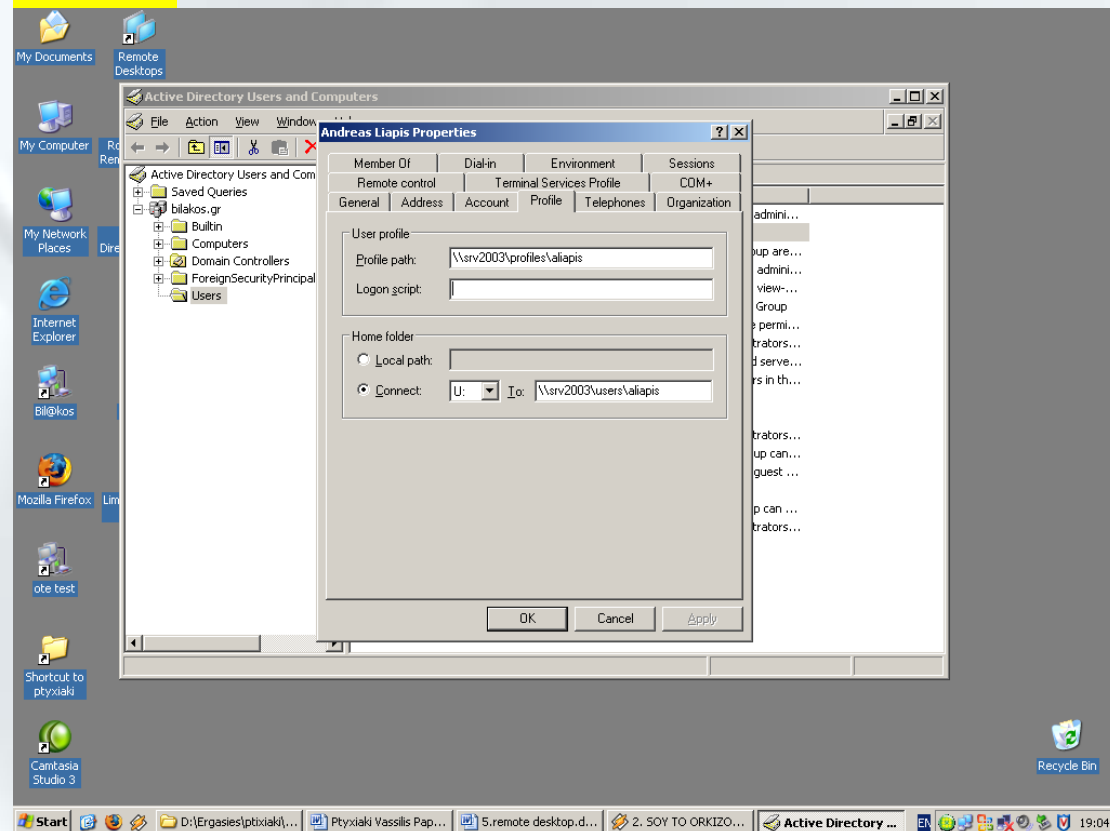 My Documents
Remote
Desktops
My Computer
My Network
Places
Internet
Explorer
Bil@kos
Mozilla Firefox
ote test
Shortcut to
ptyxiaki
Camtasia
Studio 3
Recycle Bin
Active Directory Users and Computers
File Action View Window
Active Directory Users and Com
Saved Queries
bilakos.gr
Builtin
Computers
Domain Controllers
ForeignSecurityPrincipal
Users
Andreas Liapis Properties
Member Of Dial-in Environment Sessions
Remote control Terminal Services Profile COM+
General Address Account Profile Telephones Organization
User profile
Profile path: \\srv2003\profiles\aliapis
Logon script:
Home folder
Local path:
Connect: U: To: \\srv2003\users\aliapis
OK Cancel Apply
admini...
up are...
admini...
view-...
Group
permi...
trators...
d serve...
rs in th...
trators...
up can...
guest ...
p can ...
trators...
Start D:\Ergasies\ptixiaki\... Ptyxiaki Vassilis Pap... 5.remote desktop.d... 2. SOY TO ORKIZO... Active Directory ... EN 19:04